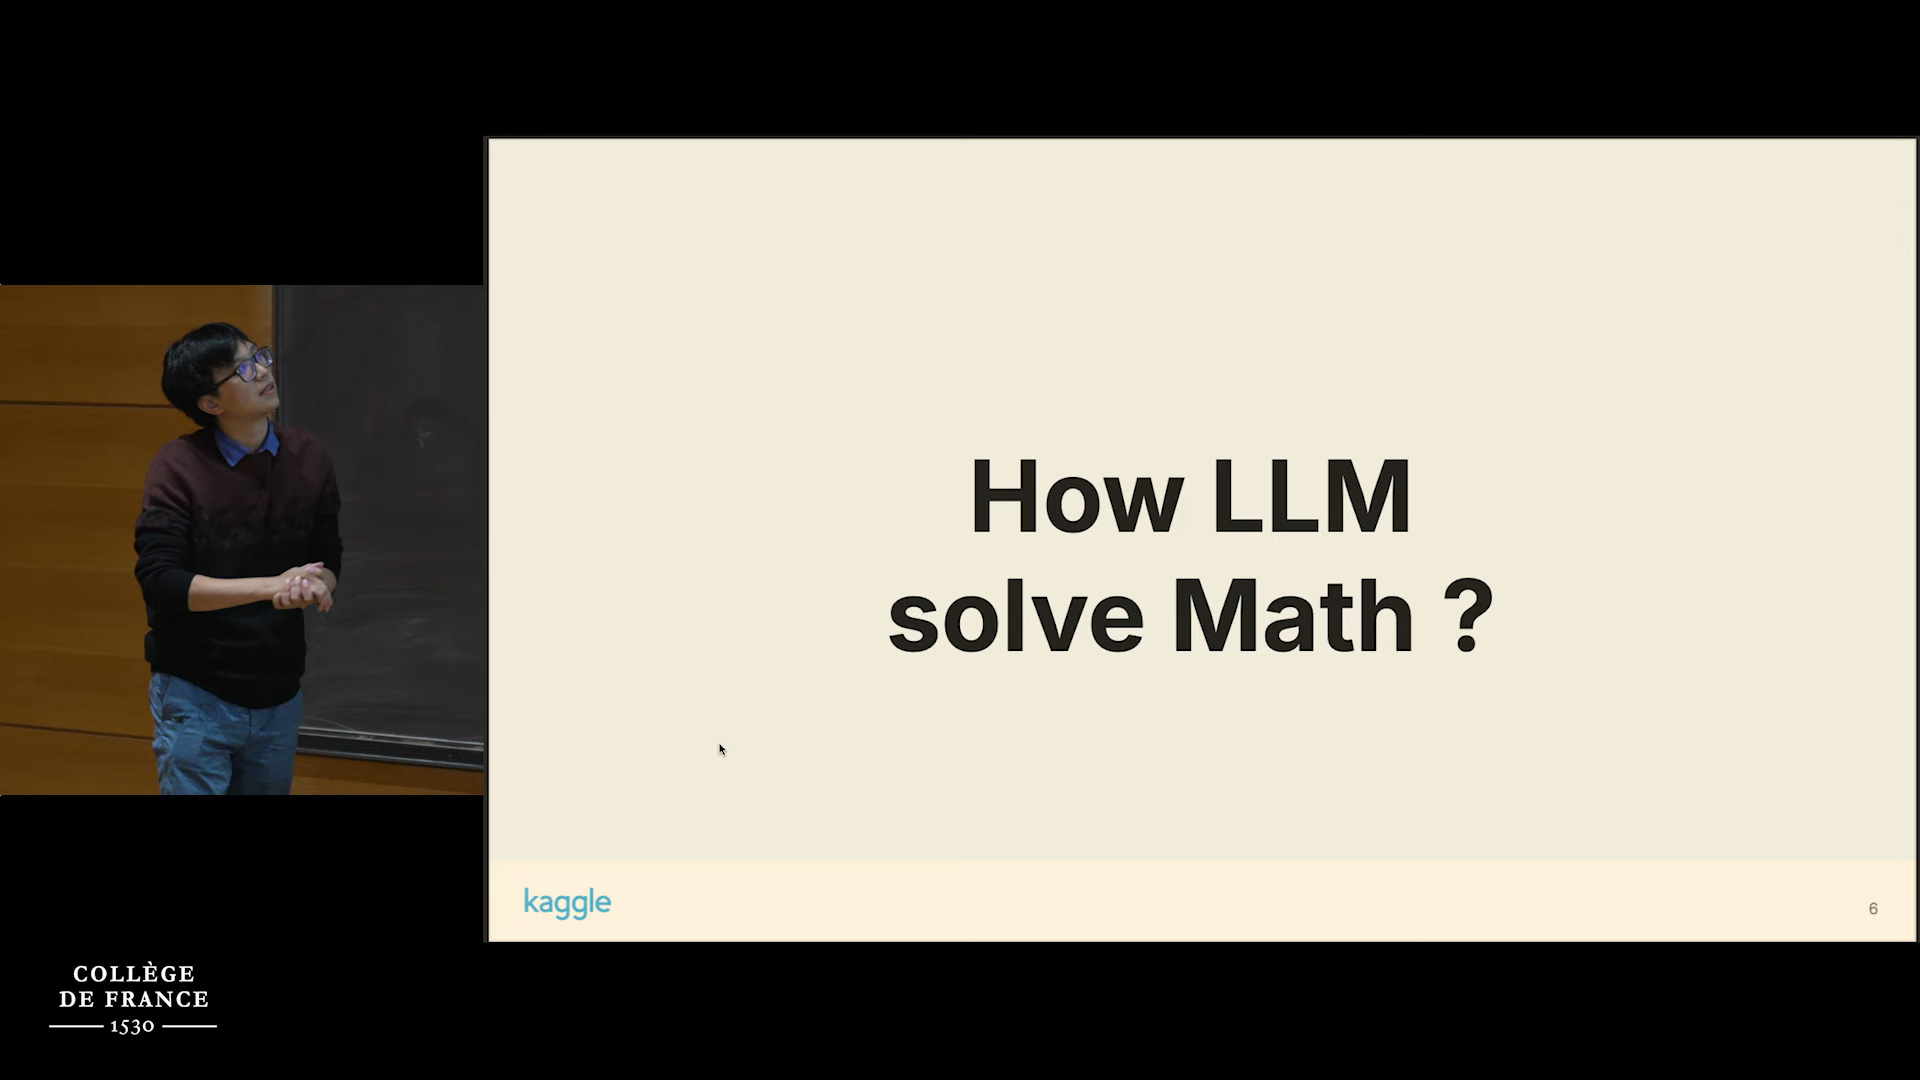 How LLM
solve Math ?
kaggle
6
COLLÈGE
DE FRANCE
1530